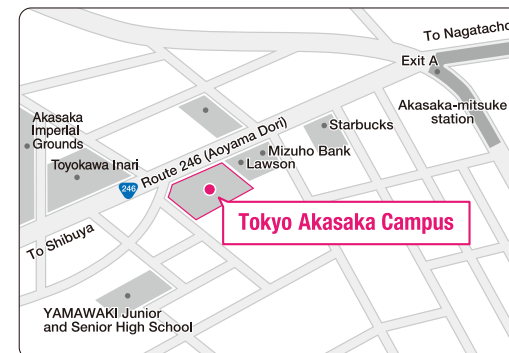 To Nagatacho
Exit A
Akasaka-mitsuke
station
Akasaka
Imperial
Grounds
Toyokawa Inari
Route 246 (Aoyama Dori)
Starbucks
Mizuho Bank
Lawson
246
Tokyo Akasaka Campus
To Shibuya
YAMAWAKI Junior
and Senior High School